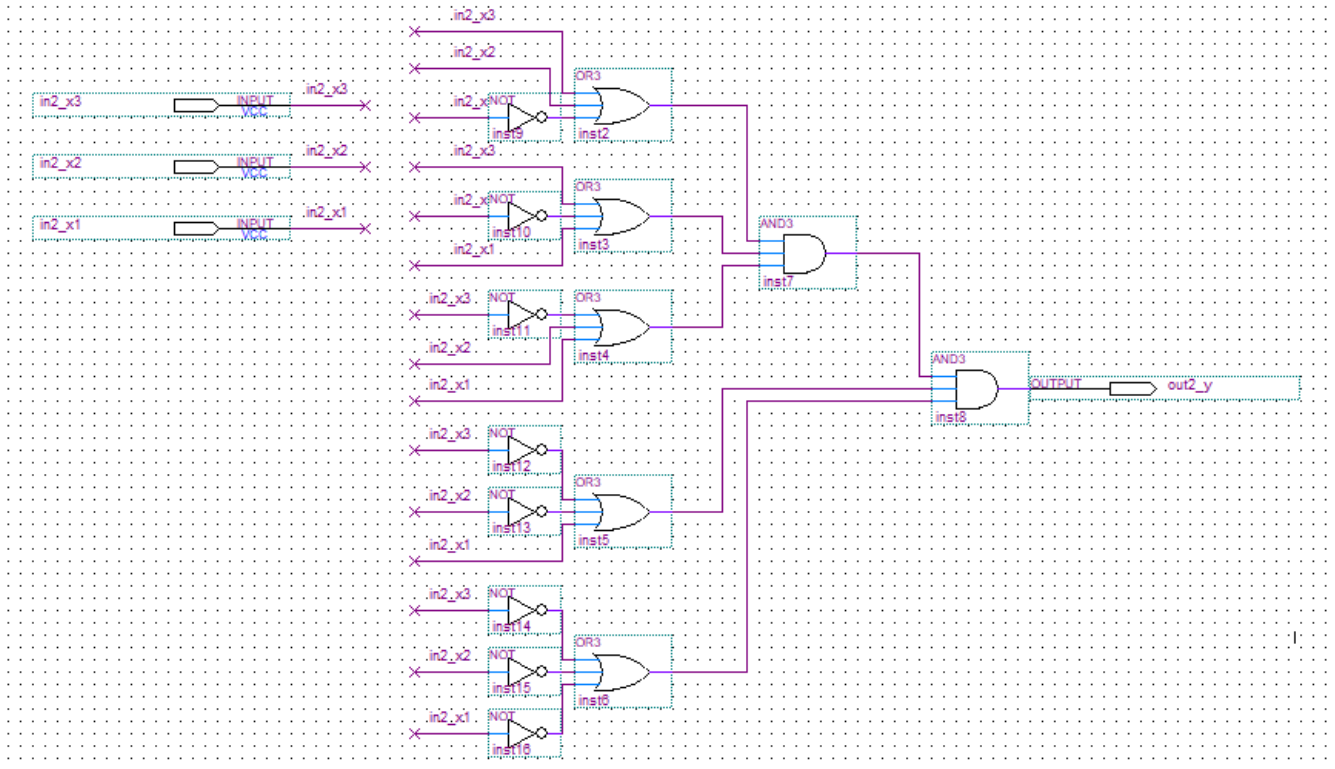 in2_x3
in2_x3 INPUT
VCC
in2_x3
in2_x2 INPUT
VCC
in2_x2
in2_x1 INPUT
VCC
in2_x1
in2_x2
OR3
in2_x NOT
inst9 inst2
in2_x3
OR3
in2_x NOT
inst10 inst3
in2_x1
in2_x3 NOT OR3
inst11
inst4
in2_x2
in2_x1
AND3
inst7
in2_x3 NOT
inst12
OR3
in2_x2 NOT
inst13
inst5
in2_x1
AND3
OUTPUT out2_y
inst8
in2_x3 NOT
inst14
OR3
in2_x2 NOT
inst15
inst6
in2_x1 NOT
inst16